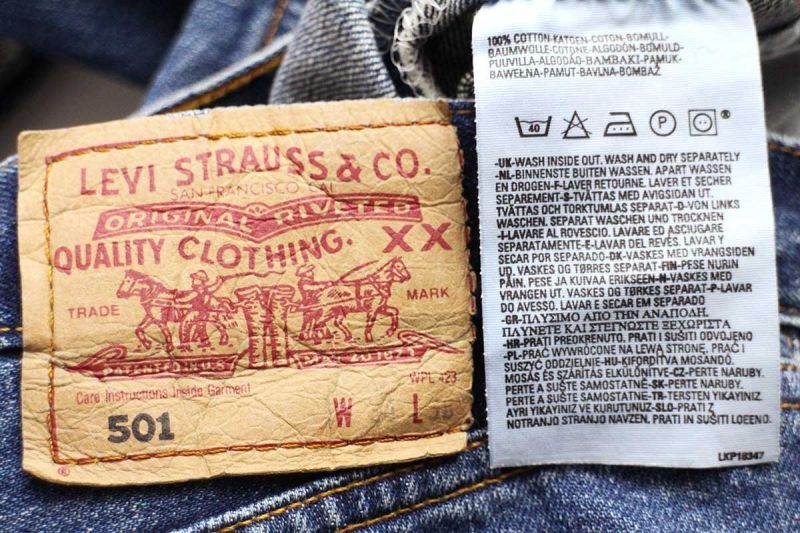 LEVI STRAUSS & CO.
SAN FRANCISCO CAL
ORIGINAL RIVETED
QUALITY CLOTHING. XX
TRADE MARK
WPL 423
Care Instructions Inside Garment
501
W L
®
100% COTTON-KATOEN-COTON-BOMULL-
BAUMWOLLE-COTONE-ALGODÓN-BOMULD-
PUUVILLA-ALGODÃO-ΒΑΜΒΑΚΙ-PAMUK-
BAWEŁNA-PAMUT-BAVLNA-BOMBAŽ
40 P ®
-UK-WASH INSIDE OUT. WASH AND DRY SEPARATELY
-NL-BINNENSTE BUITEN WASSEN. APART WASSEN
EN DROGEN-F-LAVER RETOURNE. LAVER ET SECHER
SEPAREMENT-S-TVÄTTAS MED AVIGSIDAN UT.
TVÄTTAS OCH TORKTUMLAS SEPARAT-D-VON LINKS
WASCHEN. SEPARAT WASCHEN UND TROCKNEN
-I-LAVARE AL ROVESCIO. LAVARE ED ASCIUGARE
SEPARATAMENTE-E-LAVAR DEL REVÉS. LAVAR Y
SECAR POR SEPARADO-DK-VASKES MED VRANGSIDEN
UD. VASKES OG TØRRES SEPARAT-FIN-PESE NURIN
PÄIN. PESE JA KUIVAA ERIKSEEN-N-VASKES MED
VRANGEN UT. VASKES OG TØRKES SEPARAT-P-LAVAR
DO AVESSO. LAVAR E SECAR EM SEPARADO
-GR-ΠΛΥΣΙΜΟ ΑΠΟ ΤΗΝ ΑΝΑΠΟΔΗ.
ΠΛΥΝΕΤΕ ΚΑΙ ΣΤΕΓΝΩΣΤΕ ΞΕΧΩΡΙΣΤΑ
-HR-PRATI PREOKRENUTO. PRATI I SUŠITI ODVOJENO
-PL-PRAĆ WYWRÓCONE NA LEWĄ STRONĘ. PRAĆ I
SUSZYĆ ODDZIELNIE-HU-KIFORDÍTVA MOSANDÓ.
MOSÁS ÉS SZÁRÍTÁS ELKÜLÖNÍTVE-CZ-PERTE NARUBY.
PERTE A SUŠTE SAMOSTATNĚ-SK-PERTE NARUBY.
PERTE A SUŠTE SAMOSTATNE-TR-TERSTEN YIKAYINIZ.
AYRI YIKAYINIZ VE KURUTUNUZ-SLO-PRATI Z
NOTRANJO STRANJO NAVZEN. PRATI IN SUŠITI LOČENO.
LKP18347